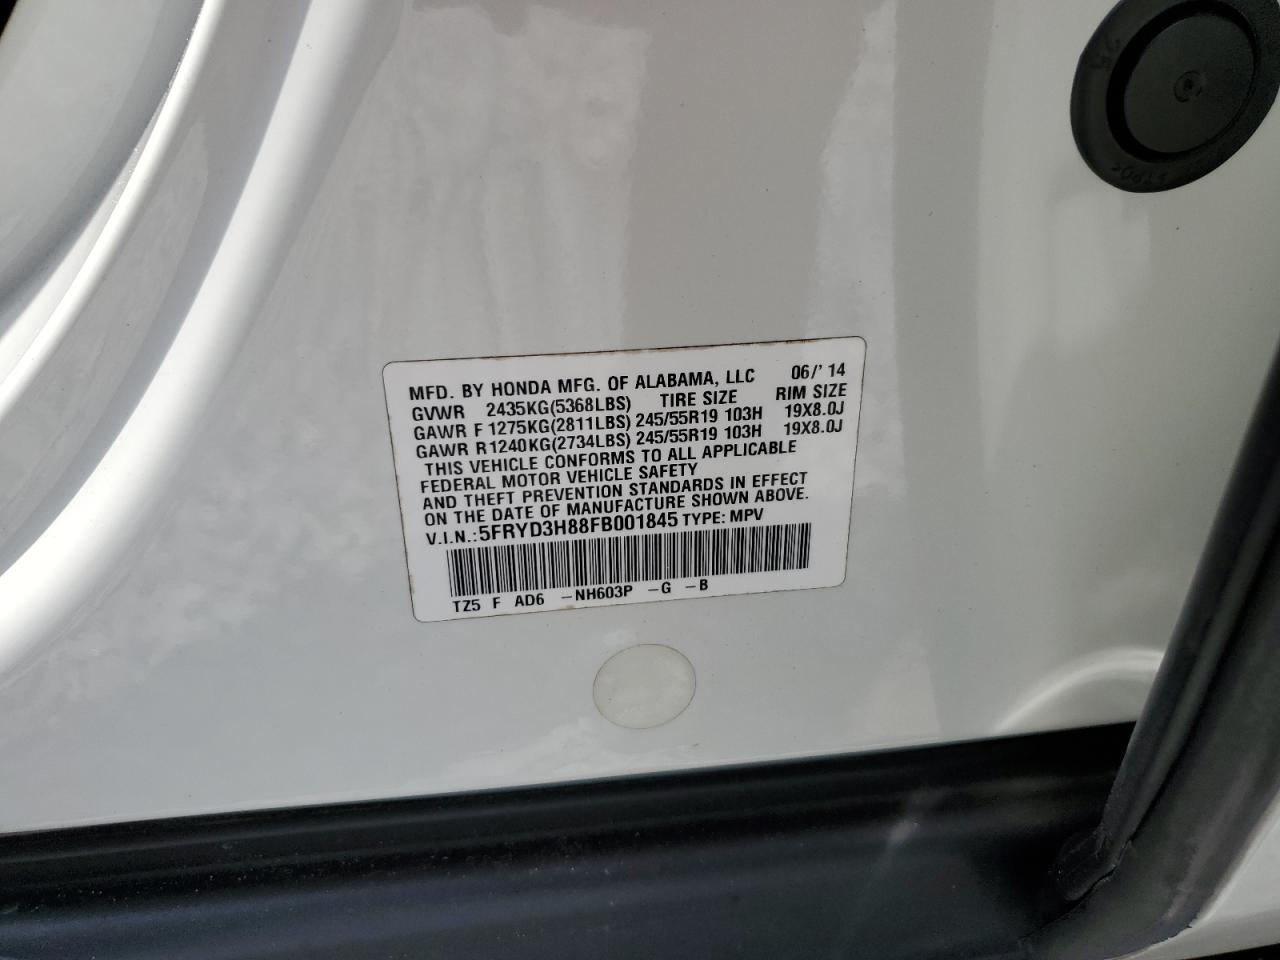 MFD. BY HONDA MFG. OF ALABAMA, LLC 06/'14
GVWR 2435KG(5368LBS) TIRE SIZE RIM SIZE
GAWR F 1275KG(2811LBS) 245/55R19 103H 19X8.0J
GAWR R 1240KG(2734LBS) 245/55R19 103H 19X8.0J
THIS VEHICLE CONFORMS TO ALL APPLICABLE
FEDERAL MOTOR VEHICLE SAFETY
AND THEFT PREVENTION STANDARDS IN EFFECT
ON THE DATE OF MANUFACTURE SHOWN ABOVE.
V.I.N.: 5FRYD3H88FB001845 TYPE: MPV
TZ5 F AD6 -NH603P -G -B